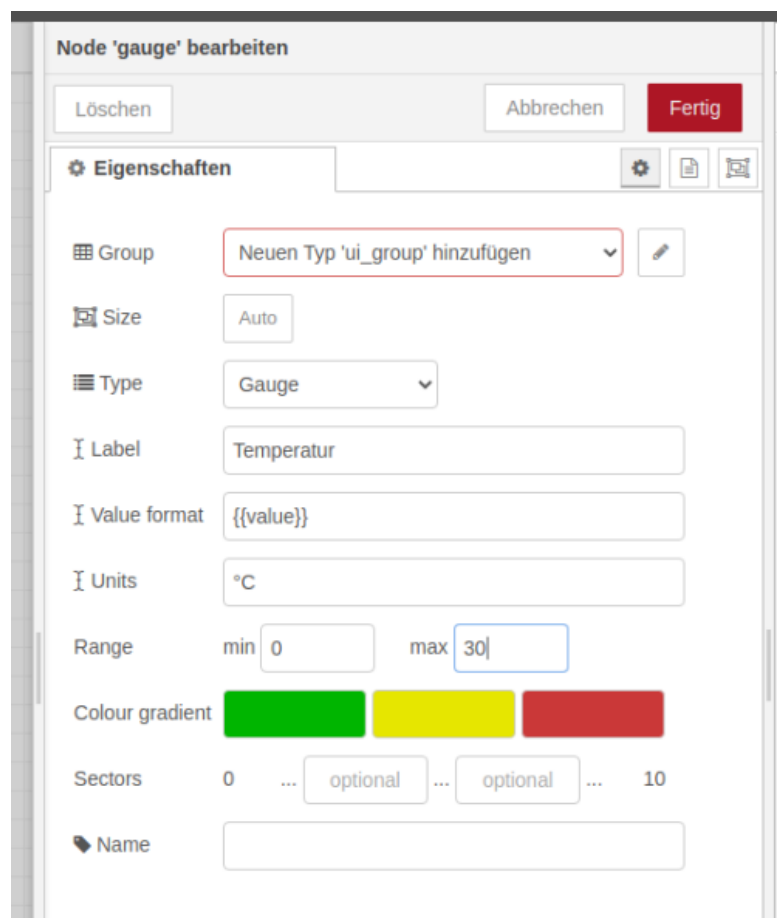 Node 'gauge' bearbeiten
Löschen Abbrechen Fertig
Eigenschaften
Group Neuen Typ 'ui_group' hinzufügen
Size Auto
Type Gauge
Label Temperatur
Value format {{value}}
Units °C
Range min 0 max 30
Colour gradient
Sectors 0 ... optional ... optional ... 10
Name